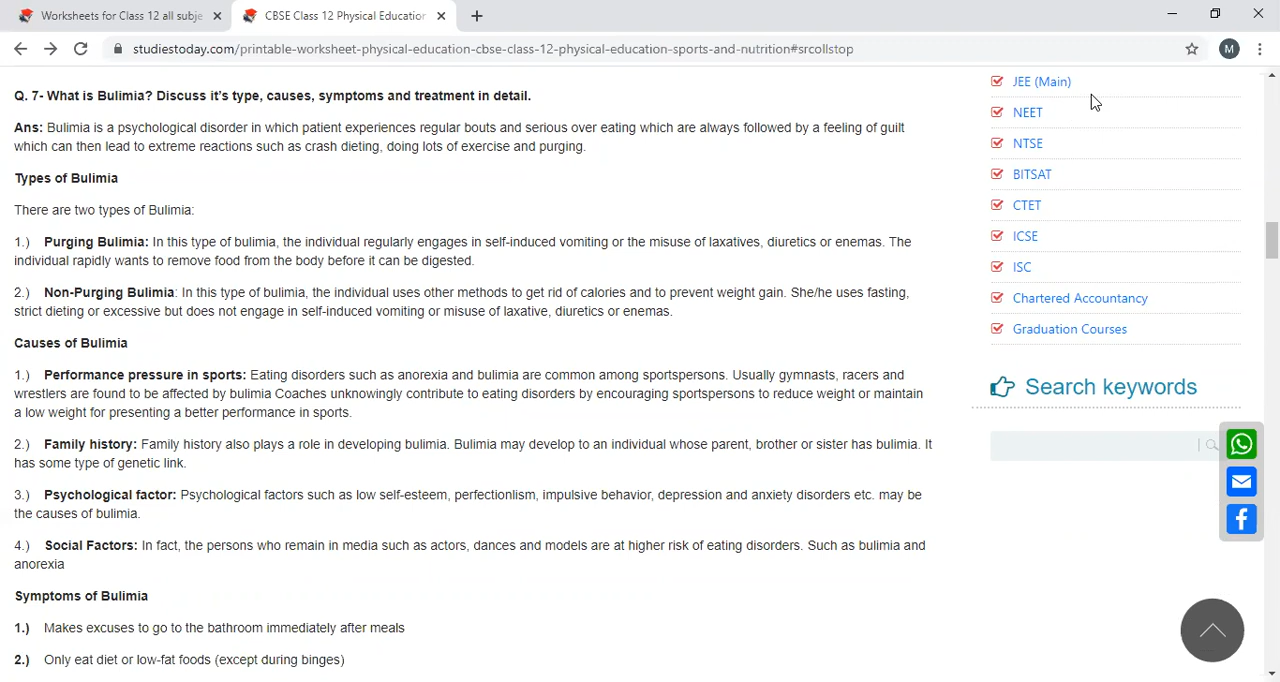 Worksheets for Class 12 all subje
CBSE Class 12 Physical Education
studiestoday.com/printable-worksheet-physical-education-cbse-class-12-physical-education-sports-and-nutrition#srcollstop
M
Q. 7- What is Bulimia? Discuss it's type, causes, symptoms and treatment in detail.
Ans: Bulimia is a psychological disorder in which patient experiences regular bouts and serious over eating which are always followed by a feeling of guilt
which can then lead to extreme reactions such as crash dieting, doing lots of exercise and purging.
Types of Bulimia
There are two types of Bulimia:
1.) Purging Bulimia: In this type of bulimia, the individual regularly engages in self-induced vomiting or the misuse of laxatives, diuretics or enemas. The
individual rapidly wants to remove food from the body before it can be digested.
2.) Non-Purging Bulimia: In this type of bulimia, the individual uses other methods to get rid of calories and to prevent weight gain. She/he uses fasting,
strict dieting or excessive but does not engage in self-induced vomiting or misuse of laxative, diuretics or enemas.
Causes of Bulimia
1.) Performance pressure in sports: Eating disorders such as anorexia and bulimia are common among sportspersons. Usually gymnasts, racers and
wrestlers are found to be affected by bulimia Coaches unknowingly contribute to eating disorders by encouraging sportspersons to reduce weight or maintain
a low weight for presenting a better performance in sports.
2.) Family history: Family history also plays a role in developing bulimia. Bulimia may develop to an individual whose parent, brother or sister has bulimia. It
has some type of genetic link.
3.) Psychological factor: Psychological factors such as low self-esteem, perfectionlism, impulsive behavior, depression and anxiety disorders etc. may be
the causes of bulimia.
4.) Social Factors: In fact, the persons who remain in media such as actors, dances and models are at higher risk of eating disorders. Such as bulimia and
anorexia
Symptoms of Bulimia
1.) Makes excuses to go to the bathroom immediately after meals
2.) Only eat diet or low-fat foods (except during binges)
JEE (Main)
NEET
NTSE
BITSAT
CTET
ICSE
ISC
Chartered Accountancy
Graduation Courses
Search keywords